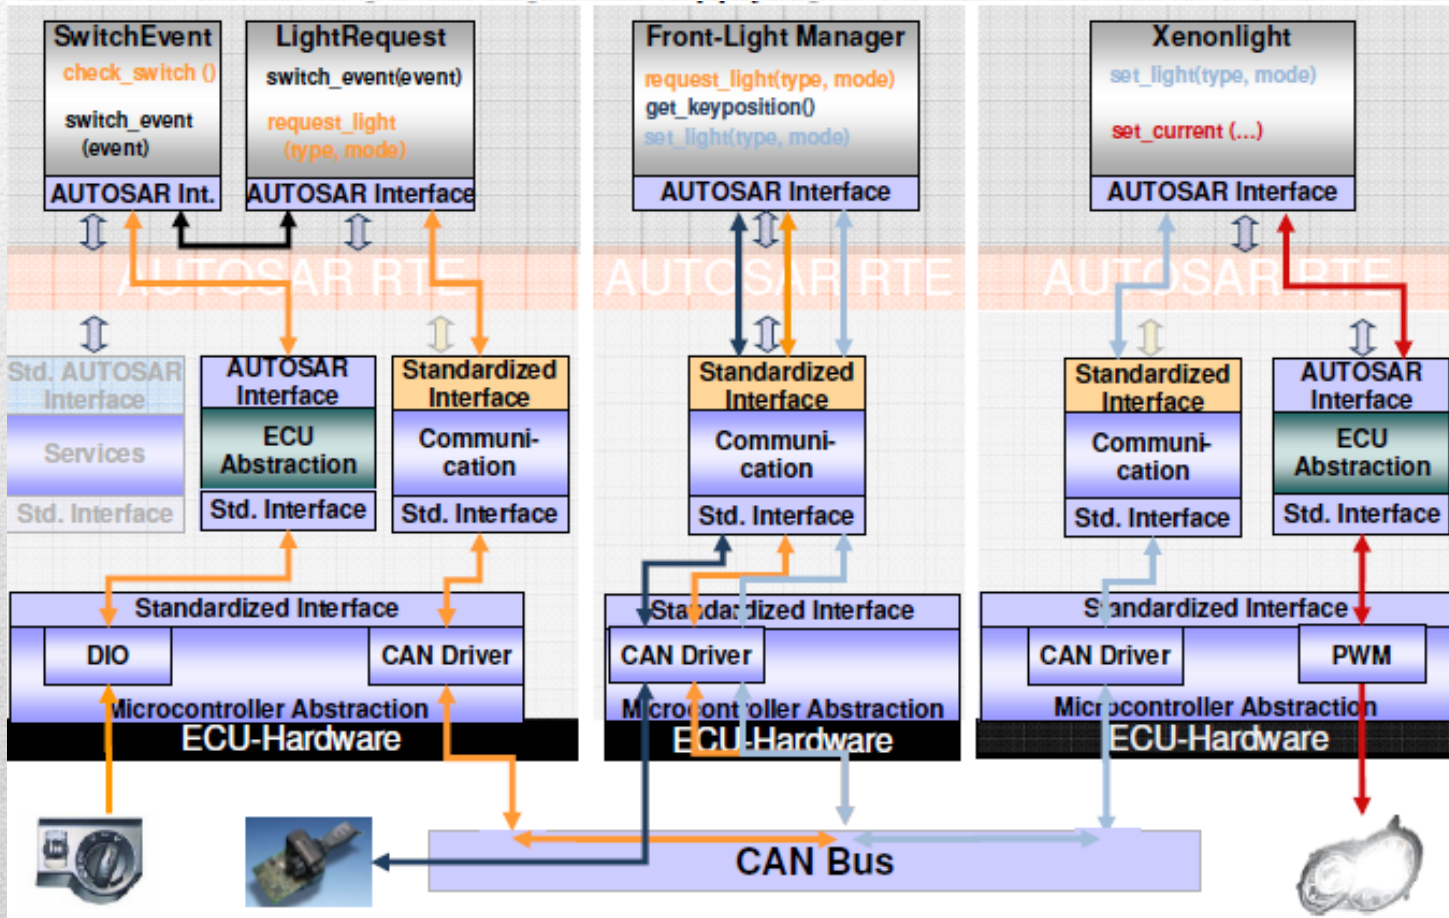 SwitchEvent
check_switch ()
switch_event
(event)
AUTOSAR Int.
LightRequest
switch_event(event)
request_light
(type, mode)
AUTOSAR Interface
Front-Light Manager
request_light(type, mode)
get_keyposition()
set_light(type, mode)
AUTOSAR Interface
Xenonlight
set_light(type, mode)
set_current (...)
AUTOSAR Interface
AUTOSAR RTE
AUTOSAR RTE
AUTOSAR RTE
Std. AUTOSAR
Interface
Services
Std. Interface
AUTOSAR
Interface
ECU
Abstraction
Std. Interface
Standardized
Interface
Communi-
cation
Std. Interface
Standardized
Interface
Communi-
cation
Std. Interface
Standardized
Interface
Communi-
cation
Std. Interface
AUTOSAR
Interface
ECU
Abstraction
Std. Interface
Standardized Interface
DIO
CAN Driver
Microcontroller Abstraction
ECU-Hardware
Standardized Interface
CAN Driver
Microcontroller Abstraction
ECU-Hardware
Standardized Interface
CAN Driver
PWM
Microcontroller Abstraction
ECU-Hardware
CAN Bus